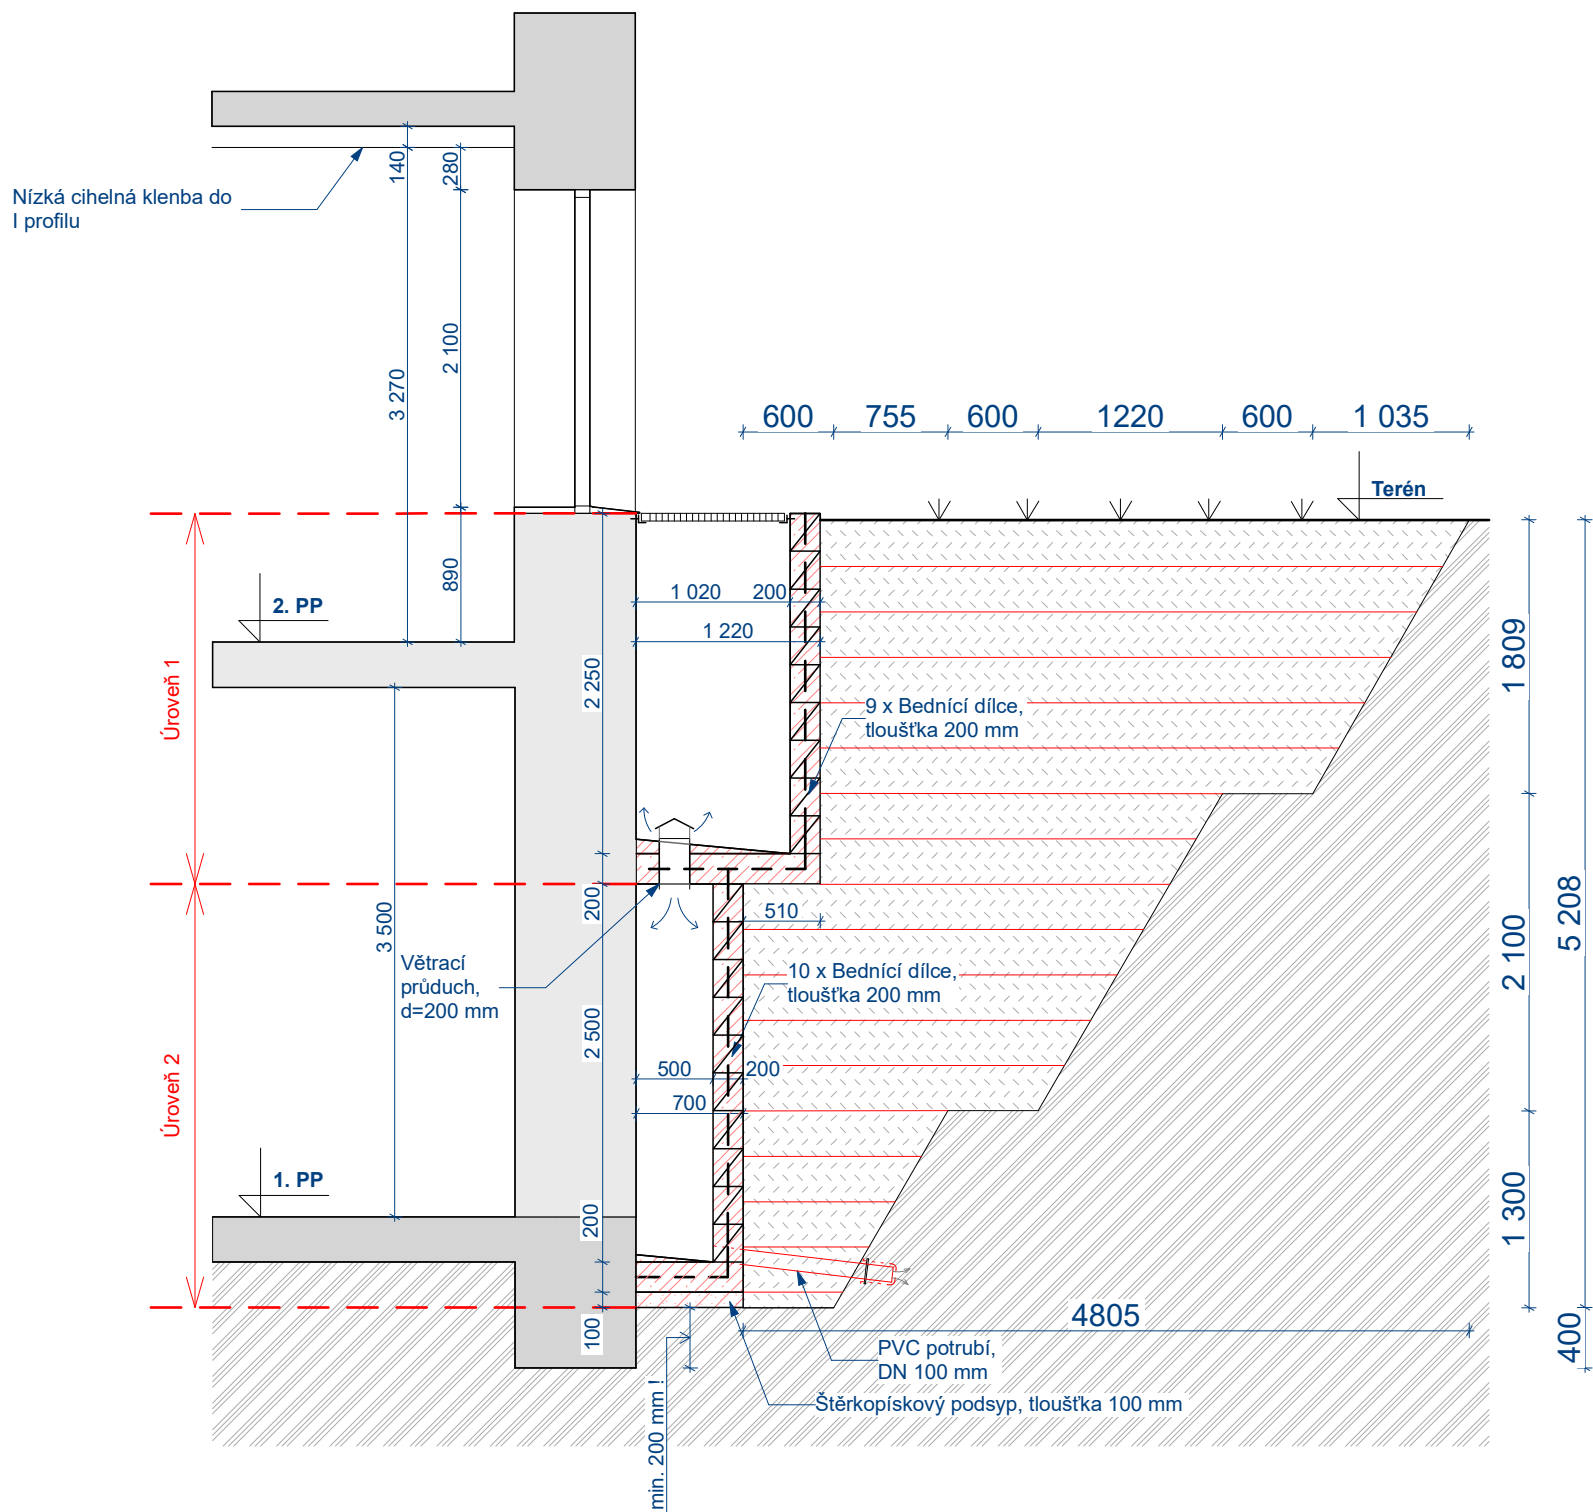 140
280
Nízká cihelná klenba do
I profilu
2 100
3 270
600
755
600
1220
600
1 035
Terén
890
1 020
200
2. PP
1 220
1 809
Úroveň 1
2 250
9 x Bednící dílce,
tloušťka 200 mm
200
510
3 500
5 208
2 100
Větrací
průduch,
d=200 mm
10 x Bednící dílce,
tloušťka 200 mm
2 500
500
200
Úroveň 2
700
1. PP
200
1 300
4805
100
PVC potrubí,
DN 100 mm
400
min. 200 mm !
Štěrkopískový podsyp, tloušťka 100 mm